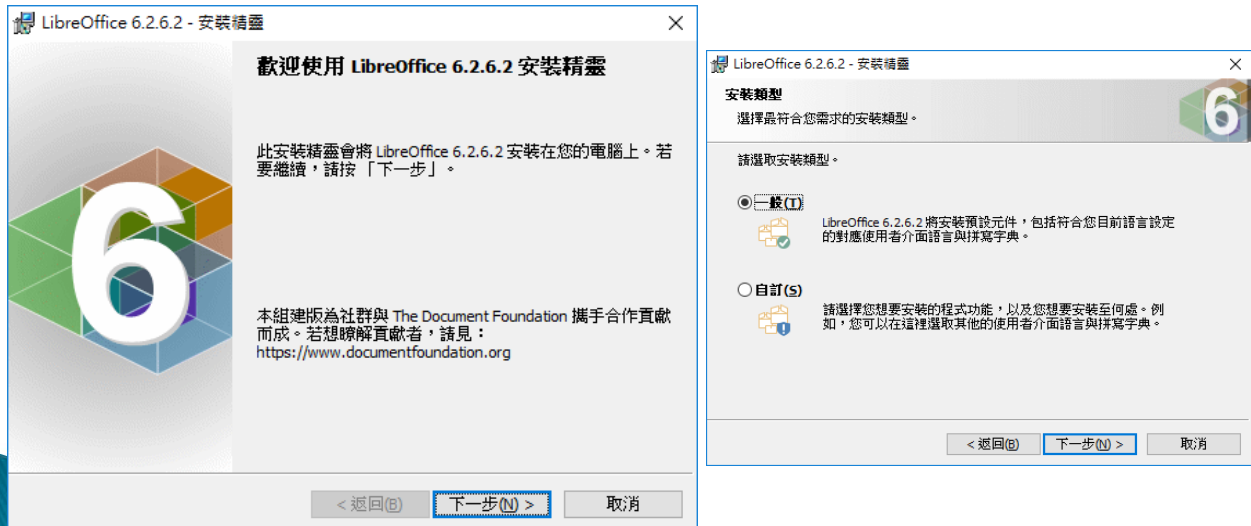 LibreOffice 6.2.6.2 - 安裝精靈
歡迎使用 LibreOffice 6.2.6.2 安裝精靈
此安裝精靈會將 LibreOffice 6.2.6.2 安裝在您的電腦上。若
要繼續，請按「下一步」。
6
本組建版為社群與 The Document Foundation 攜手合作貢獻
而成。若想瞭解貢獻者，請見：
https://www.documentfoundation.org
< 返回(B)
下一步(N) >
取消
LibreOffice 6.2.6.2 - 安裝精靈
安裝類型
選擇最符合您需求的安裝類型。
6
請選取安裝類型。
一般(T)
LibreOffice 6.2.6.2 將安裝預設元件，包括符合您目前語言設定
的對應使用者介面語言與拼寫字典。
自訂(S)
請選擇您想要安裝的程式功能，以及您想要安裝至何處。例
如，您可以在這裡選取其他的使用者介面語言與拼寫字典。
< 返回(B)
下一步(N) >
取消